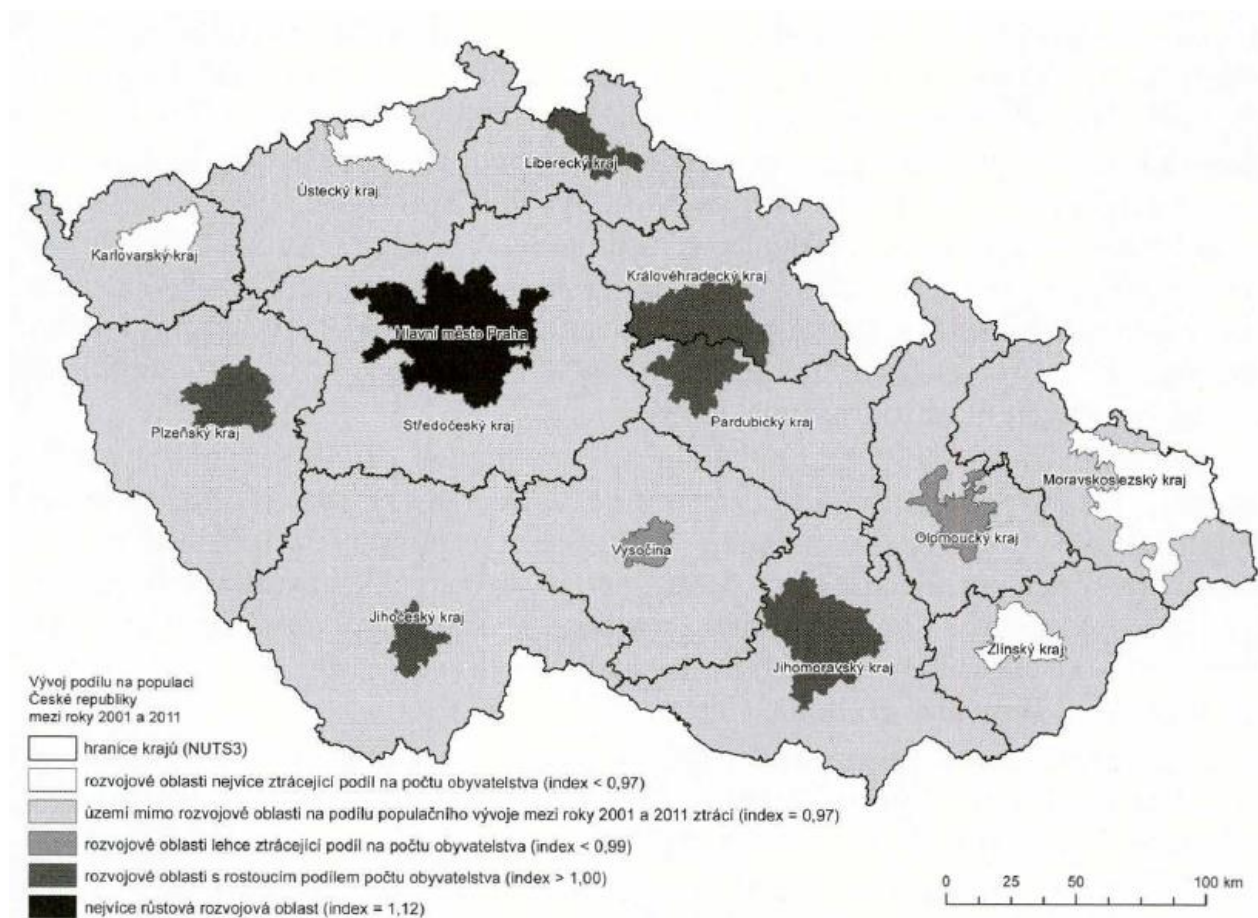 Liberecký kraj
Ústecký kraj
Karlovarský kraj
Královéhradecký kraj
Hlavní město Praha
Plzeňský kraj
Středočeský kraj
Pardubický kraj
Moravskoslezský kraj
Olomoucký kraj
Vysočina
Jihočeský kraj
Zlínský kraj
Jihomoravský kraj
Vývoj podílu na populaci
České republiky
mezi roky 2001 a 2011
hranice krajů (NUTS3)
rozvojové oblasti nejvíce ztrácející podíl na počtu obyvatelstva (index < 0,97)
území mimo rozvojové oblasti na podílu populačního vývoje mezi roky 2001 a 2011 ztrácí (index = 0,97)
rozvojové oblasti lehce ztrácející podíl na počtu obyvatelstva (index < 0,99)
rozvojové oblasti s rostoucím podílem počtu obyvatelstva (index > 1,00)
nejvíce růstová rozvojová oblast (index = 1,12)
0 25 50 100 km